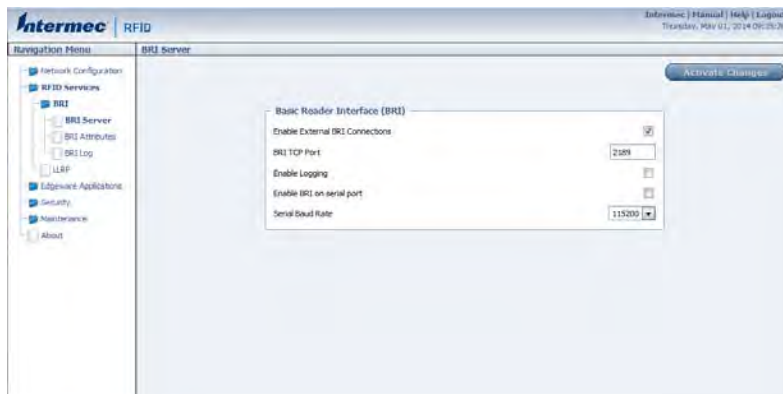 Intermec | RFID
Intermec | Manual | Help | Logout
Thursday, May 01, 2014
Navigation Menu
BRI Server
Activate Changes
Network Configuration
RFID Services
BRI
BRI Server
BRI Attributes
BRI Log
LLRP
Edgeware Applications
Security
Maintenance
About
Basic Reader Interface (BRI)
Enable External BRI Connections
BRI TCP Port
2189
Enable Logging
Enable BRI on serial port
Serial Baud Rate
115200